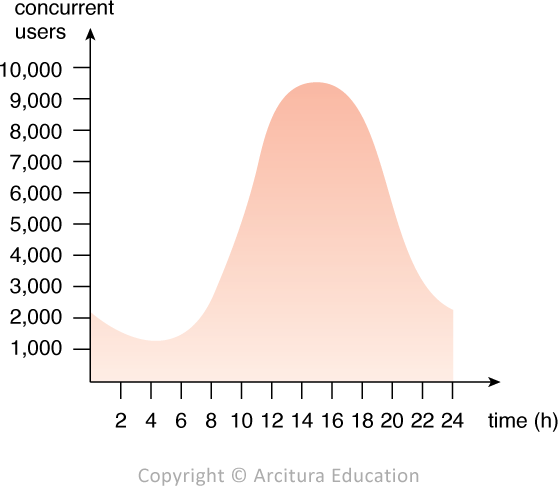 concurrent
users
10,000
9,000
8,000
7,000
6,000
5,000
4,000
3,000
2,000
1,000
2 4 6 8 10 12 14 16 18 20 22 24 time (h)
Copyright © Arcitura Education